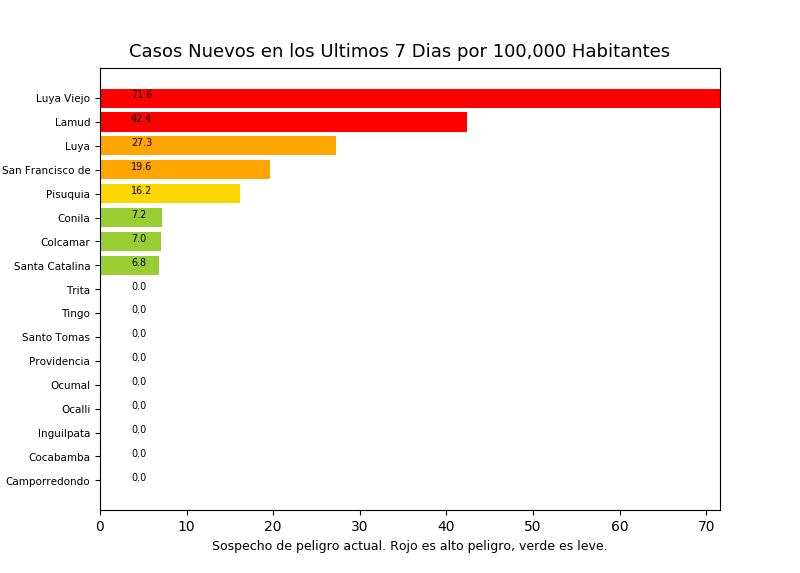 Casos Nuevos en los Ultimos 7 Dias por 100,000 Habitantes
Luya Viejo 71.6
Lamud 42.4
Luya 27.3
San Francisco de 19.6
Pisuquia 16.2
Conila 7.2
Colcamar 7.0
Santa Catalina 6.8
Trita 0.0
Tingo 0.0
Santo Tomas 0.0
Providencia 0.0
Ocumal 0.0
Ocalli 0.0
Inguilpata 0.0
Cocabamba 0.0
Camporredondo 0.0
0 10 20 30 40 50 60 70
Sospecho de peligro actual. Rojo es alto peligro, verde es leve.